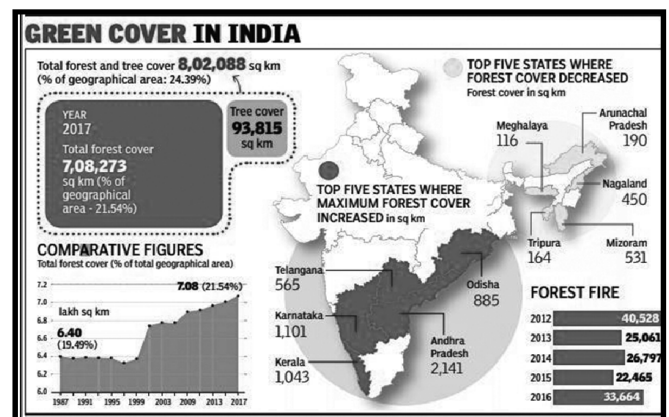 GREEN COVER IN INDIA
Total forest and tree cover 8,02,088 sq km
(% of geographical area: 24.39%)
YEAR
2017
Total forest cover
7,08,273
sq km (% of
geographical
area - 21.54%)
Tree cover
93,815
sq km
TOP FIVE STATES WHERE
FOREST COVER DECREASED
Forest cover in sq km
Meghalaya
116
Arunachal
Pradesh
190
Nagaland
450
Tripura
164
Mizoram
531
TOP FIVE STATES WHERE
MAXIMUM FOREST COVER
INCREASED in sq km
Telangana
565
Karnataka
1,101
Kerala
1,043
Odisha
885
Andhra
Pradesh
2,141
COMPARATIVE FIGURES
Total forest cover (% of total geographical area)
7.2
7.0
6.8
6.6
6.4
6.2
6.0
lakh sq km
6.40
(19.49%)
7.08 (21.54%)
1987 1991 1995 1999 2003 2009 2013 2017
FOREST FIRE
2012 40,528
2013 25,061
2014 26,797
2015 22,465
2016 33,664